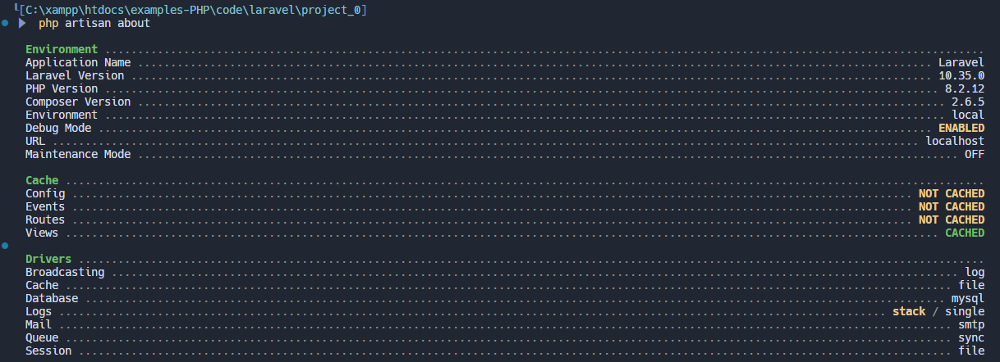 [C:\xampp\htdocs\examples-PHP\code\laravel\project_0]
php artisan about
Environment
Application Name Laravel
Laravel Version 10.35.0
PHP Version 8.2.12
Composer Version 2.6.5
Environment local
Debug Mode ENABLED
URL localhost
Maintenance Mode OFF
Cache
Config NOT CACHED
Events NOT CACHED
Routes NOT CACHED
Views CACHED
Drivers
Broadcasting log
Cache file
Database mysql
Logs stack / single
Mail smtp
Queue sync
Session file